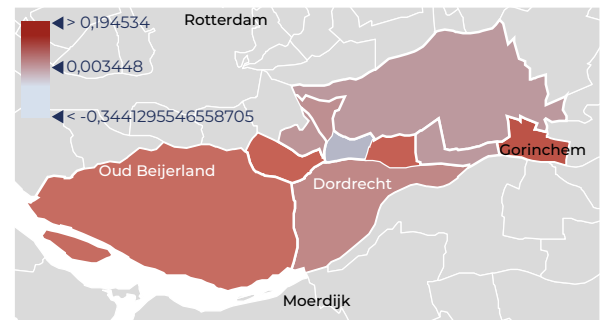 Rotterdam
◀> 0,194534
◀0,003448
◀< -0,3441295546558705
Gorinchem
Oud Beijerland
Dordrecht
Moerdijk